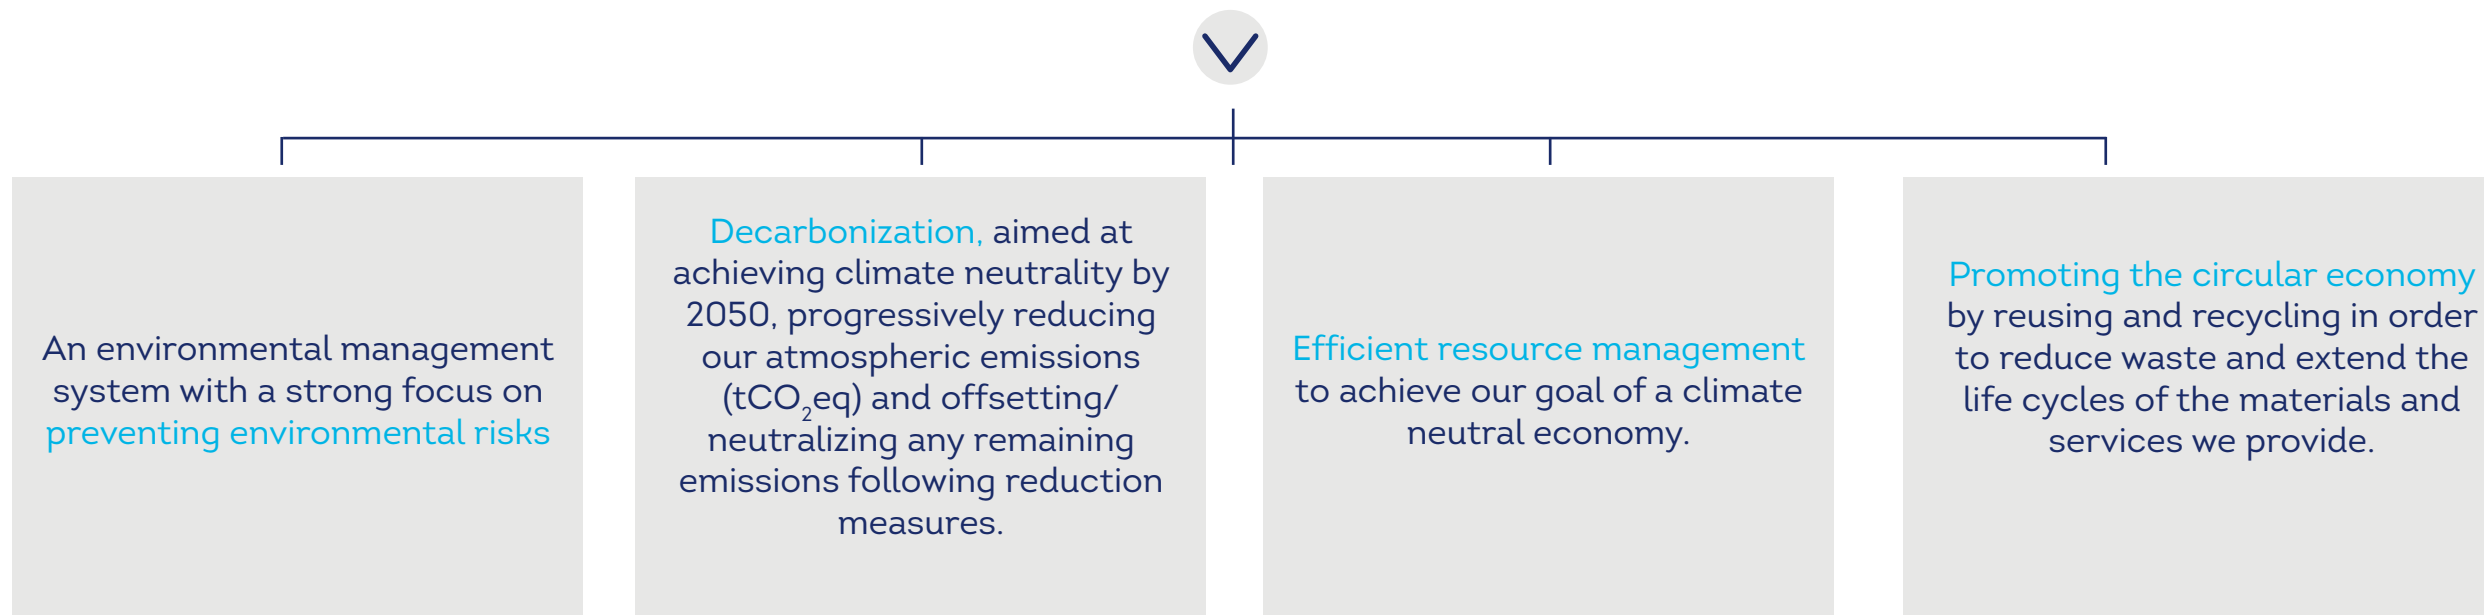 An environmental management
system with a strong focus on
preventing environmental risks
Decarbonization, aimed at
achieving climate neutrality by
2050, progressively reducing
our atmospheric emissions
(tCO₂eq) and offsetting/
neutralizing any remaining
emissions following reduction
measures.
Efficient resource management
to achieve our goal of a climate
neutral economy.
Promoting the circular economy
by reusing and recycling in order
to reduce waste and extend the
life cycles of the materials and
services we provide.